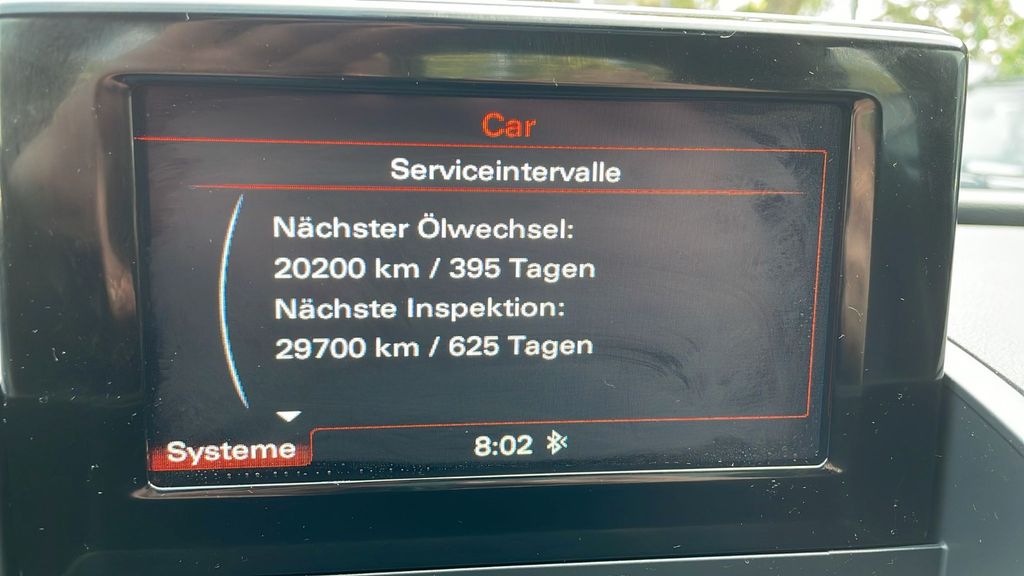 Car
Serviceintervalle
Nächster Ölwechsel:
20200 km / 395 Tagen
Nächste Inspektion:
29700 km / 625 Tagen
Systeme
8:02